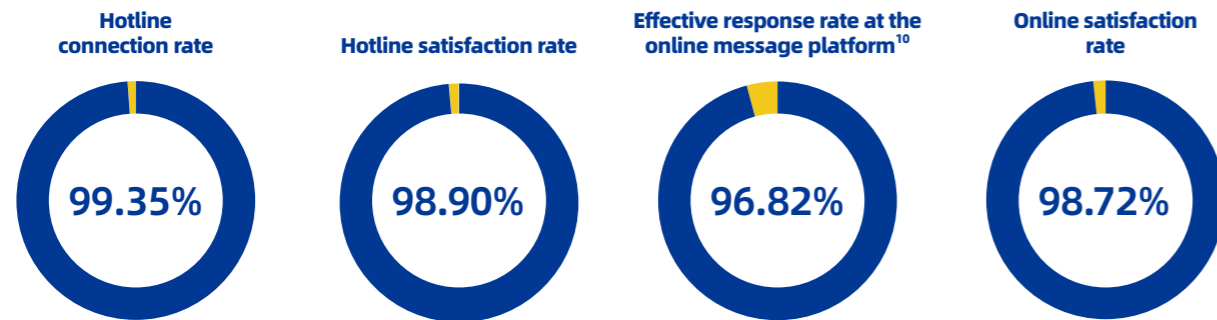 Hotline
connection rate
99.35%
Hotline satisfaction rate
98.90%
Effective response rate at the
online message platform¹⁰
96.82%
Online satisfaction
rate
98.72%